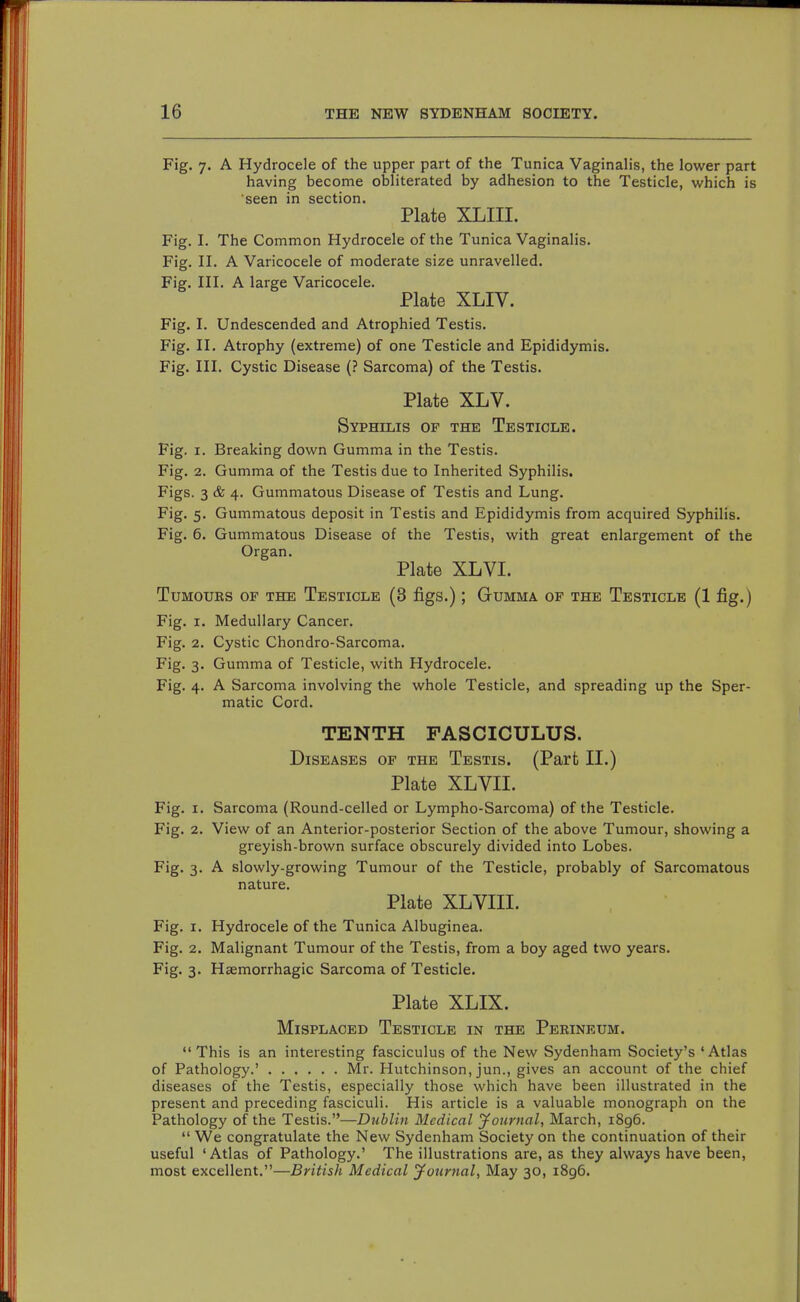 16 THE NEW SYDENHAM SOCIETY.
Fig. 7. A Hydrocele of the upper part of the Tunica Vaginalis, the lower part
having become obliterated by adhesion to the Testicle, which is
'seen in section.
Plate XLIII.
Fig. I. The Common Hydrocele of the Tunica Vaginalis.
Fig. II. A Varicocele of moderate size unravelled.
Fig. III. A large Varicocele.
Plate XLIV.
Fig. I. Undescended and Atrophied Testis.
Fig. II. Atrophy (extreme) of one Testicle and Epididymis.
Fig. III. Cystic Disease (? Sarcoma) of the Testis.
Plate XLV.
SYPHILIS OF THE TESTICLE.
Fig. 1. Breaking down Gumma in the Testis.
Fig. 2. Gumma of the Testis due to Inherited Syphilis.
Figs. 3 & 4. Gummatous Disease of Testis and Lung.
Fig. 5. Gummatous deposit in Testis and Epididymis from acquired Syphilis.
Fig. 6. Gummatous Disease of the Testis, with great enlargement of the
Organ.
Plate XLVI.
TUMOURS OF THE TESTICLE (3 figs.); GUMMA OF THE TESTICLE (1 fig.)
Fig. 1. Medullary Cancer.
Fig. 2. Cystic Chondro-Sarcoma.
Fig. 3. Gumma of Testicle, with Hydrocele.
Fig. 4. A Sarcoma involving the whole Testicle, and spreading up the Sper-
matic Cord.
TENTH FASCICULUS.
DISEASES OF THE TESTIS. (Part II.)
Plate XLVII.
Fig. 1. Sarcoma (Round-celled or Lympho-Sarcoma) of the Testicle.
Fig. 2. View of an Anterior-posterior Section of the above Tumour, showing a
greyish-brown surface obscurely divided into Lobes.
Fig. 3. A slowly-growing Tumour of the Testicle, probably of Sarcomatous
nature.
Plate XLVIII.
Fig. 1. Hydrocele of the Tunica Albuginea.
Fig. 2. Malignant Tumour of the Testis, from a boy aged two years.
Fig. 3. Hæmorrhagic Sarcoma of Testicle.
Plate XLIX.
MISPLACED TESTICLE IN THE PERINEUM.
"This is an interesting fasciculus of the New Sydenham Society's 'Atlas
of Pathology.' . . . . . . Mr. Hutchinson, jun., gives an account of the chief
diseases of the Testis, especially those which have been illustrated in the
present and preceding fasciculi. His article is a valuable monograph on the
Pathology of the Testis."—Dublin Medical Journal, March, 1896.
"We congratulate the New Sydenham Society on the continuation of their
useful 'Atlas of Pathology.' The illustrations are, as they always have been,
most excellent."—British Medical Journal, May 30, 1896.